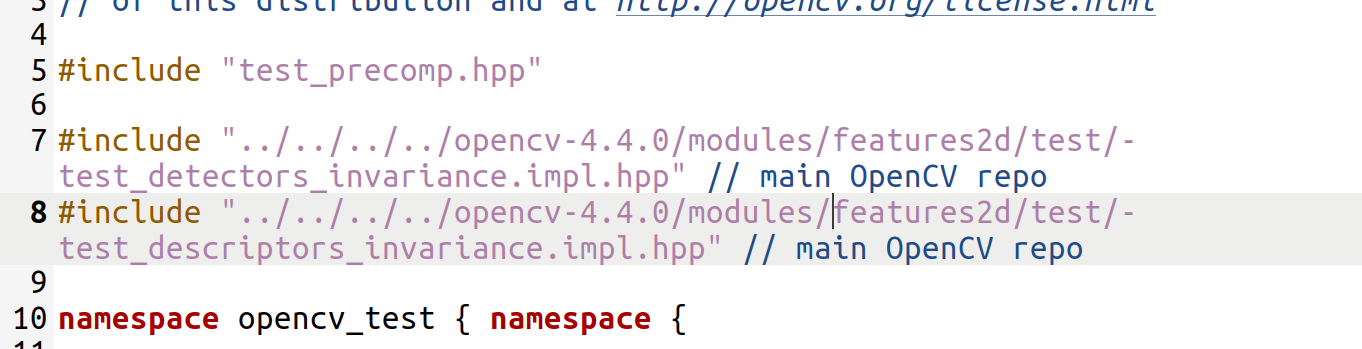 3 // of this distribution and at http://opencv.org/license.html
4
5 #include "test_precomp.hpp"
6
7 #include "../../../../opencv-4.4.0/modules/features2d/test/-
test_detectors_invariance.impl.hpp" // main OpenCV repo
8 #include "../../../../opencv-4.4.0/modules/features2d/test/-
test_descriptors_invariance.impl.hpp" // main OpenCV repo
9
10 namespace opencv_test { namespace {
11